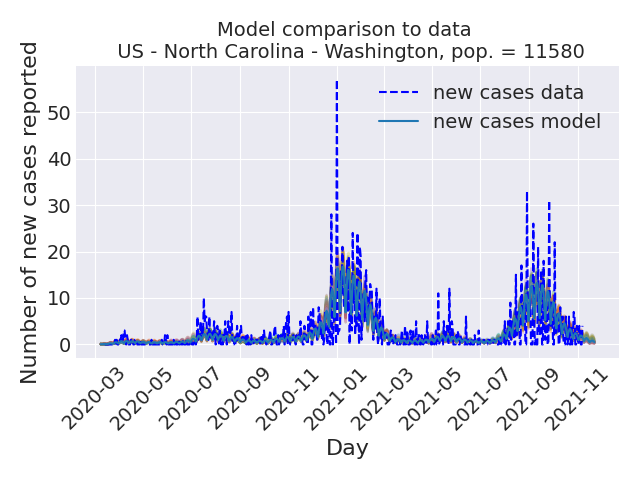 Model comparison to data
US - North Carolina - Washington, pop. = 11580
Number of new cases reported
50
40
30
20
10
0
new cases data
new cases model
2020-03
2020-05
2020-07
2020-09
2020-11
2021-01
2021-03
2021-05
2021-07
2021-09
2021-11
Day